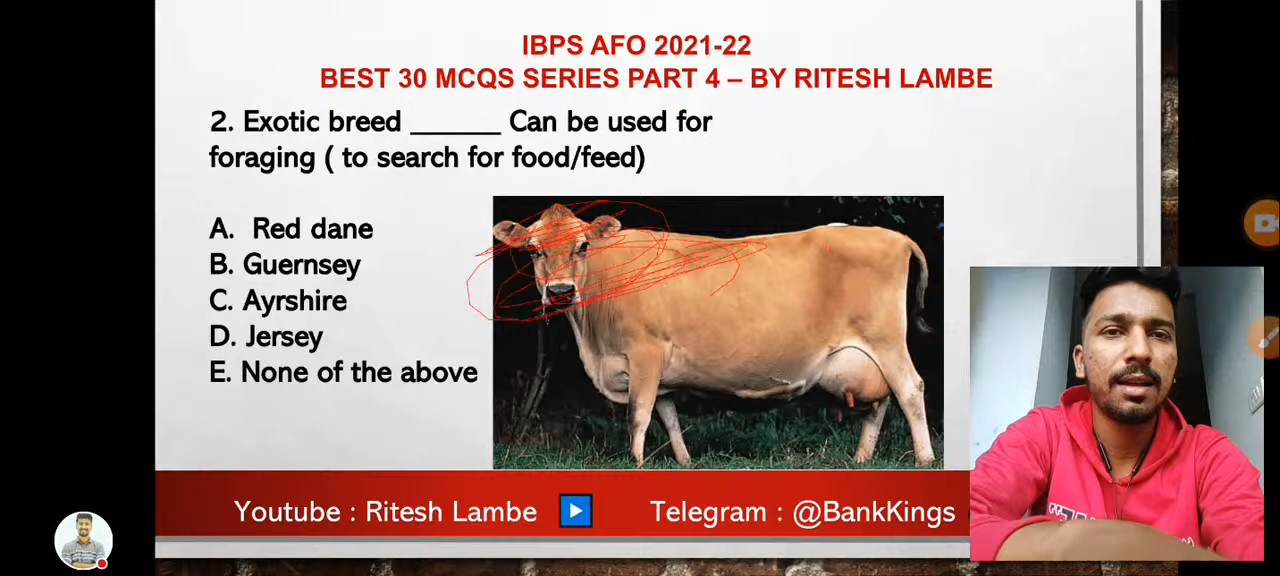 IBPS AFO 2021-22
BEST 30 MCQS SERIES PART 4 – BY RITESH LAMBE
2. Exotic breed ______ Can be used for
foraging ( to search for food/feed)
A. Red dane
B. Guernsey
C. Ayrshire
D. Jersey
E. None of the above
Youtube : Ritesh Lambe
Telegram : @BankKings